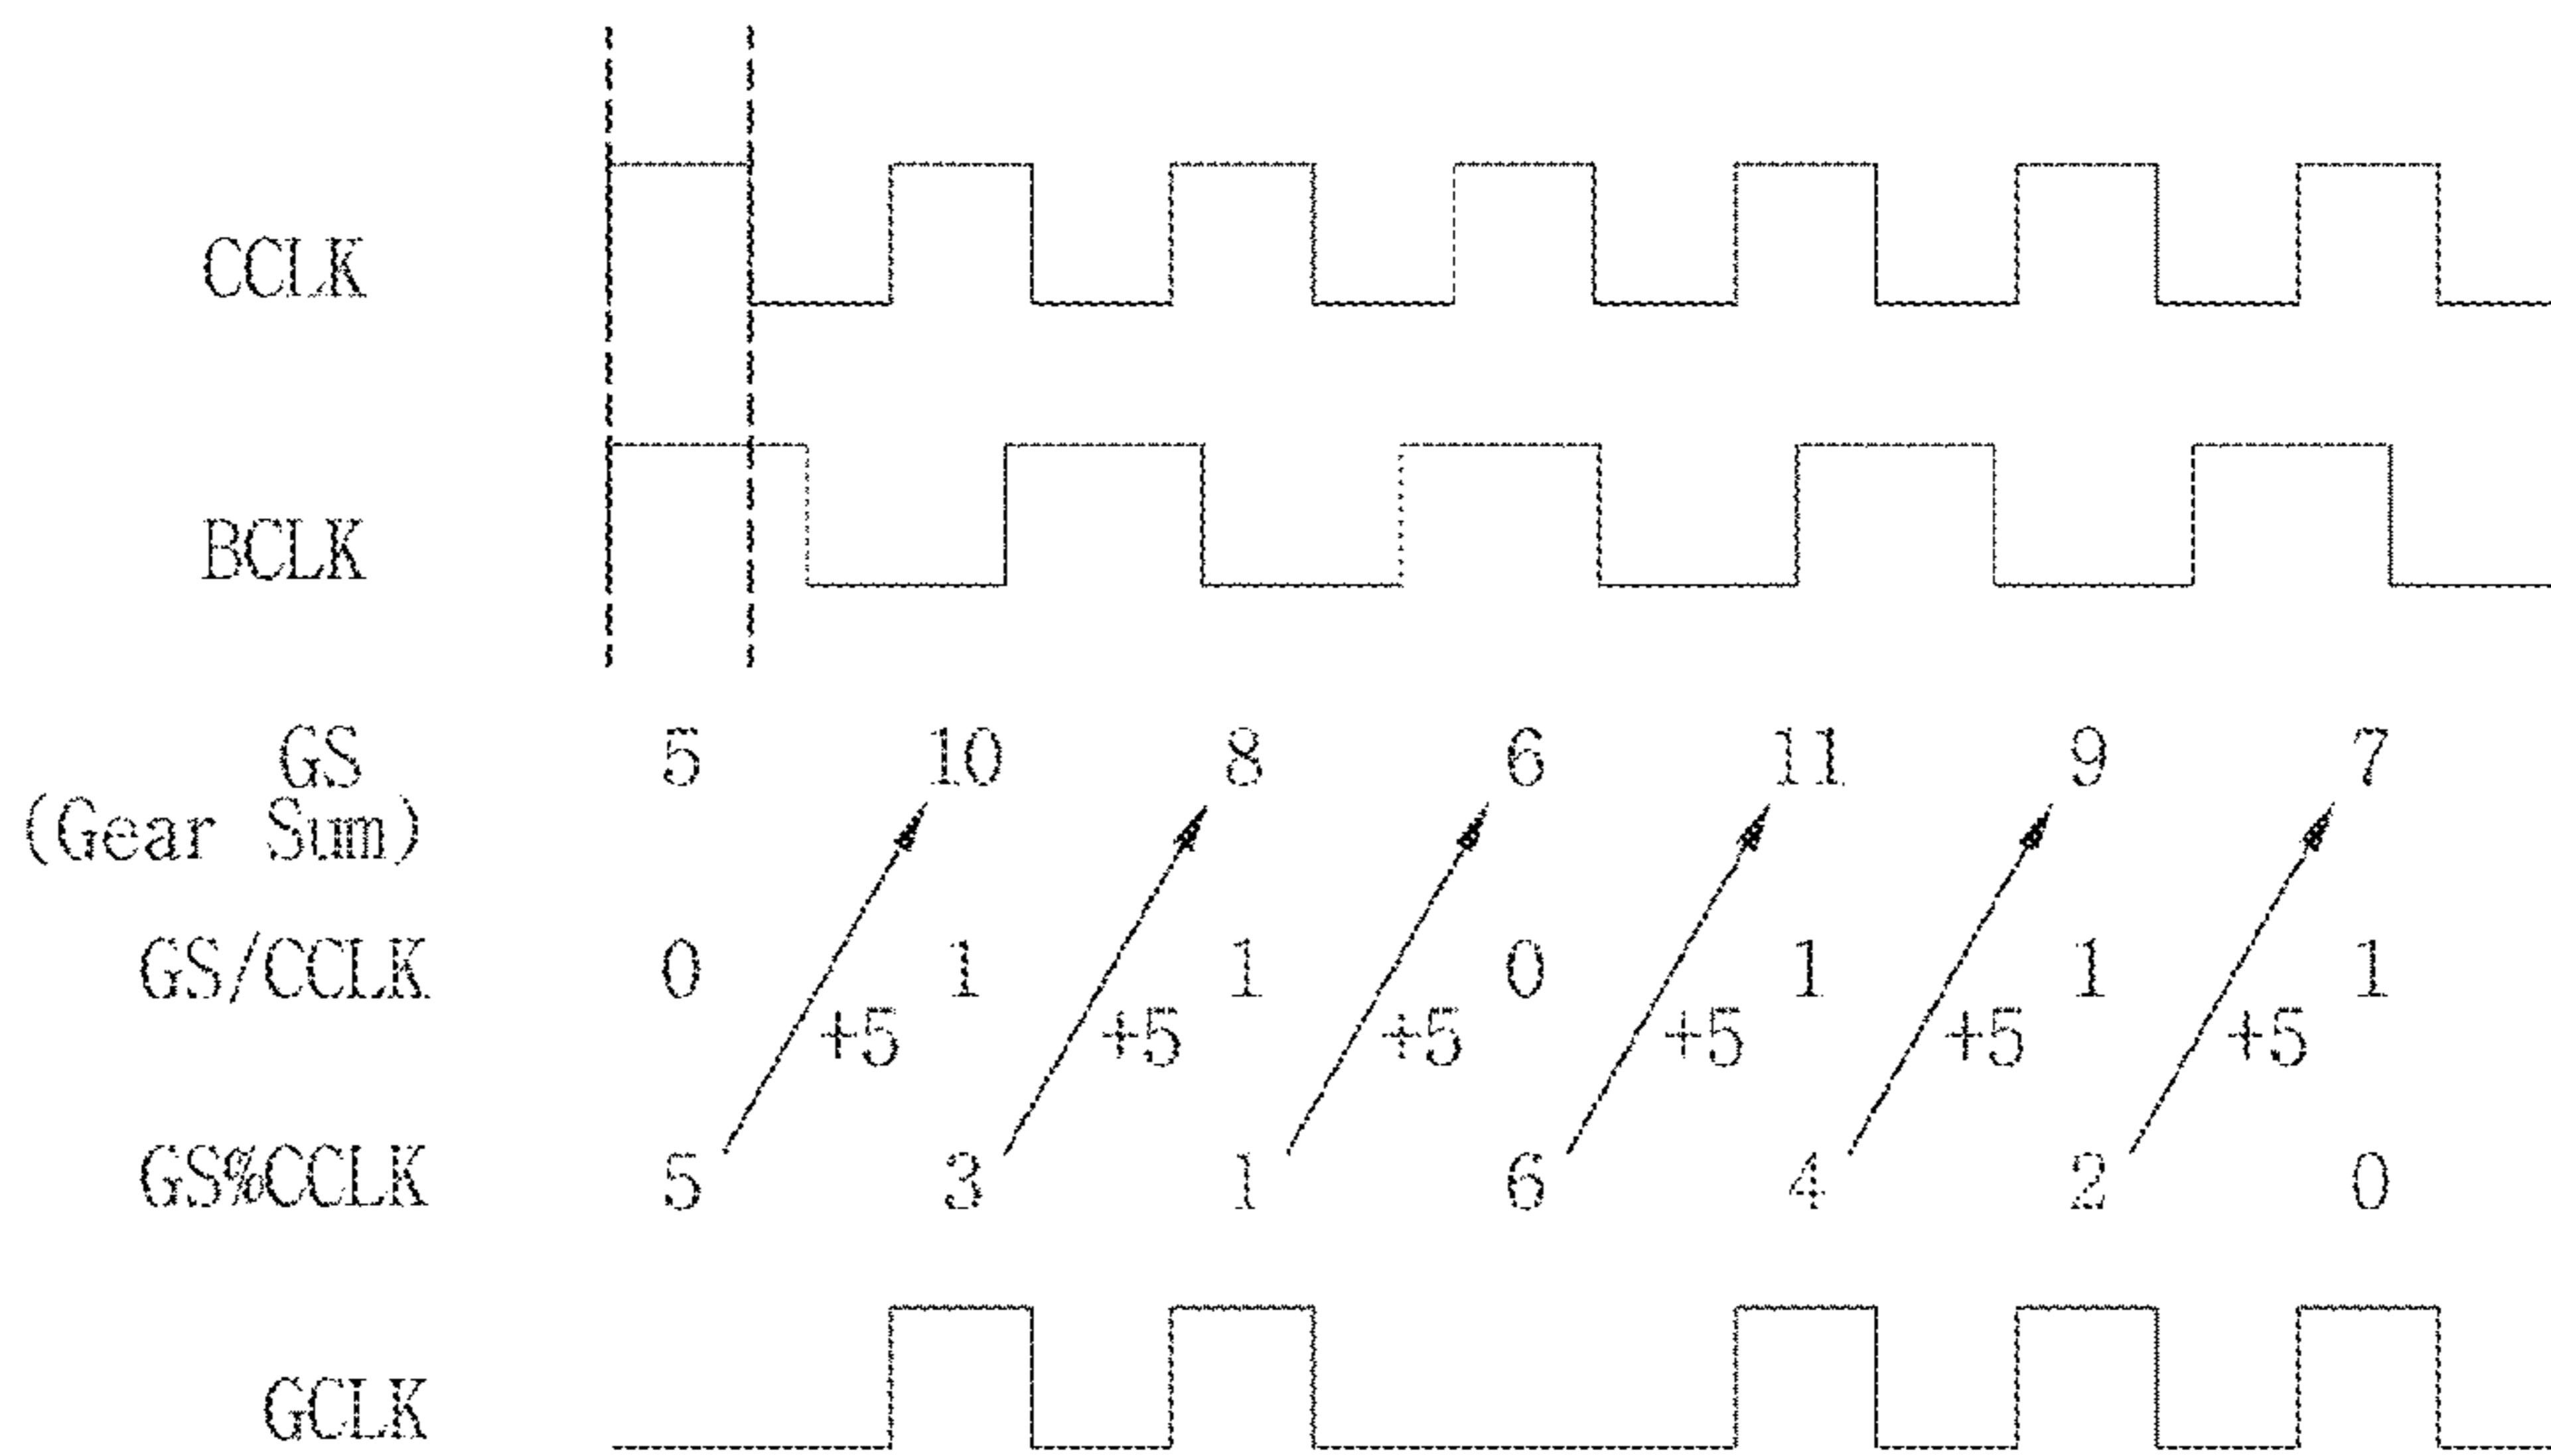 CCLK
BCLK
GS 5 10 8 6 11 9 7
(Gear Sum)
GS/CCLK 0 1 1 0 1 1 1
+5 +5 +5 +5 +5 +5
GS%CCLK 5 3 1 6 4 2 0
GCLK